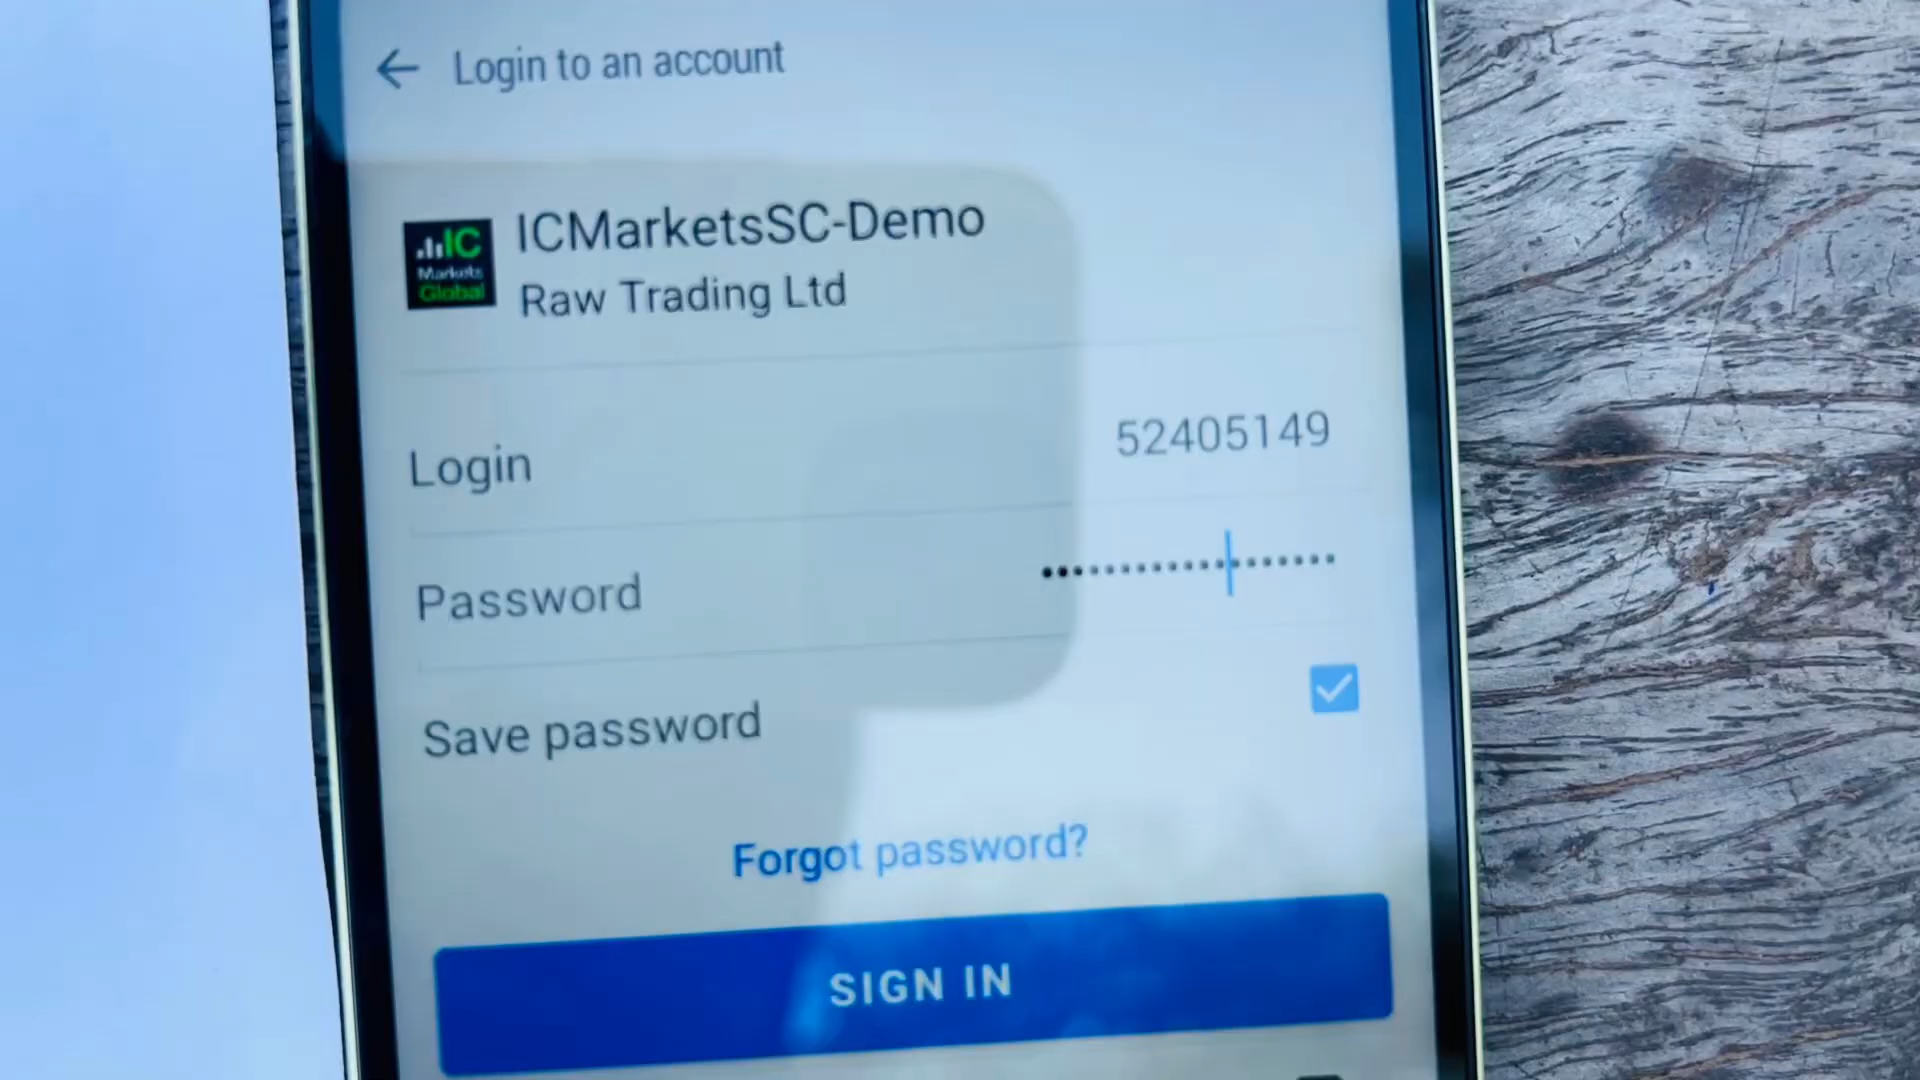 Login to an account
IC
Markets
Global
ICMarketsSC-Demo
Raw Trading Ltd
Login
52405149
Password
Save password
Forgot password?
SIGN IN